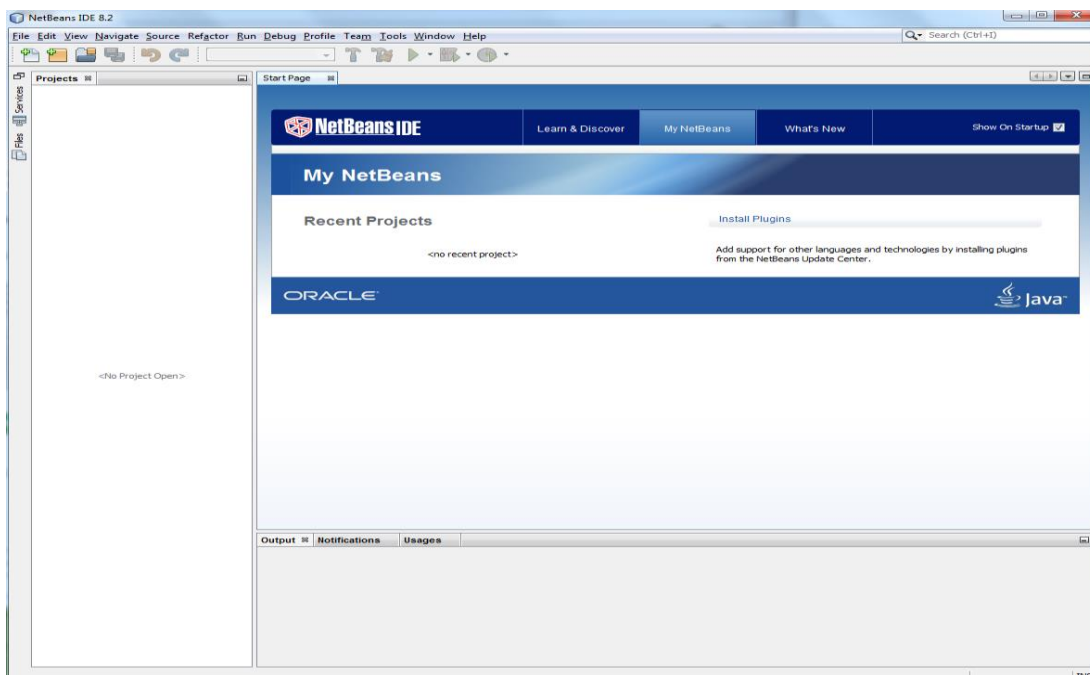 NetBeans IDE 8.2
File Edit View Navigate Source Refactor Run Debug Profile Team Tools Window Help
Search (Ctrl+I)
Projects
Start Page
Services
Files
NetBeans IDE
Learn & Discover
My NetBeans
What's New
Show On Startup
My NetBeans
Recent Projects
<no recent project>
Install Plugins
Add support for other languages and technologies by installing plugins
from the NetBeans Update Center.
ORACLE
Java
<No Project Open>
Output Notifications Usages